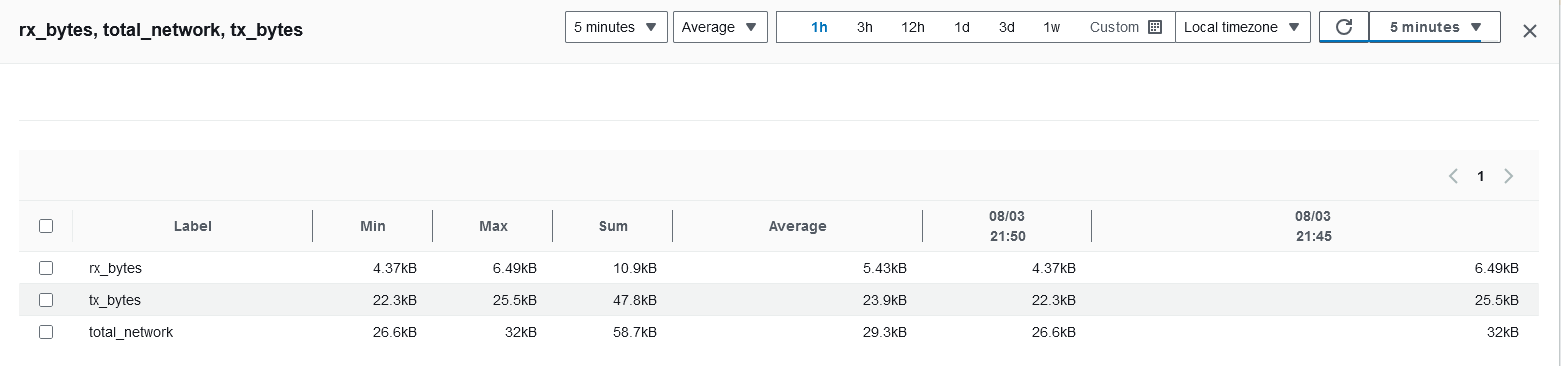 rx_bytes, total_network, tx_bytes
5 minutes Average 1h 3h 12h 1d 3d 1w Custom Local timezone 5 minutes
1
Label Min Max Sum Average 08/03 21:50 08/03 21:45
rx_bytes 4.37kB 6.49kB 10.9kB 5.43kB 4.37kB 6.49kB
tx_bytes 22.3kB 25.5kB 47.8kB 23.9kB 22.3kB 25.5kB
total_network 26.6kB 32kB 58.7kB 29.3kB 26.6kB 32kB